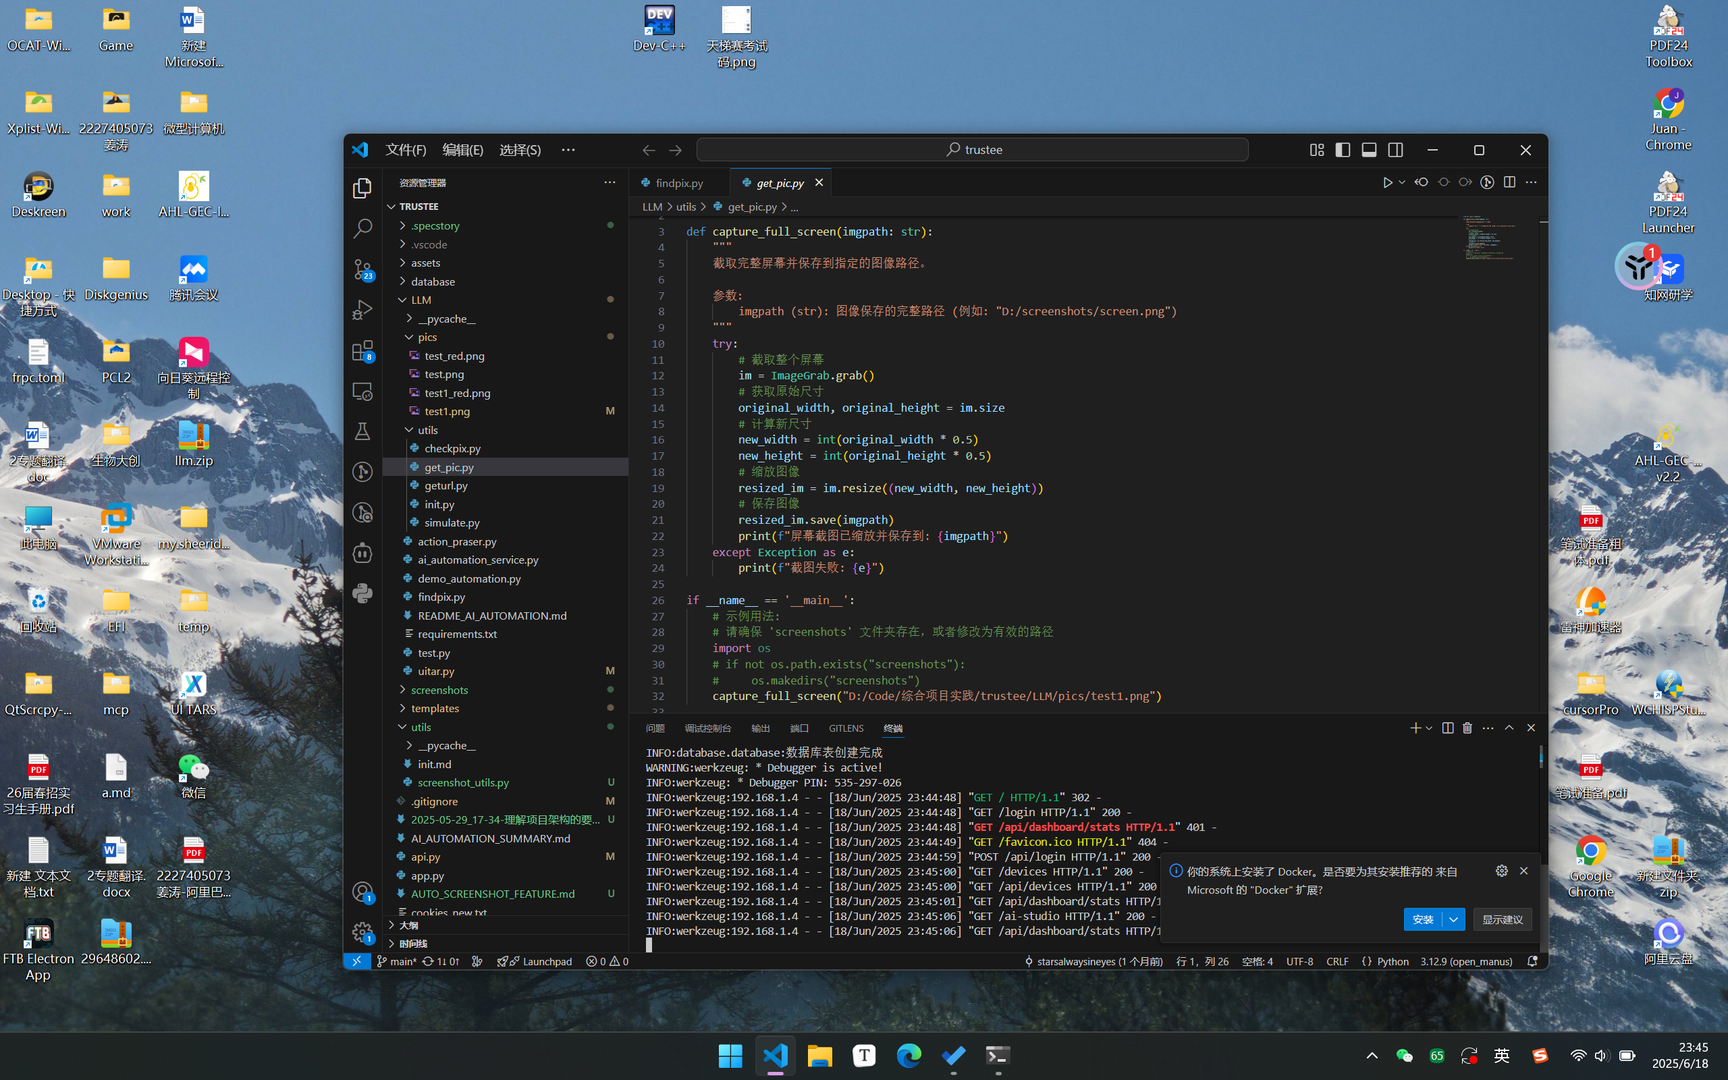 OCAT-Wi...
Game
新建
Microsof...
Dev-C++
天梯赛考试
码.png
PDF24
Toolbox
Xplist-Wi...
2227405073
姜涛
微型计算机
Juan -
Chrome
Deskreen
work
AHL-GEC-I...
PDF24
Launcher
Desktop - 快
捷方式
Diskgenius
腾讯会议
1
知网研学
frpc.toml
PCL2
向日葵远程控
制
2专题翻译.
doc
生物大创
llm.zip
AHL-GEC-...
v2.2
此电脑
VMware
Workstati...
my.sheerid...
笔试准备粗
体.pdf
回收站
EFI
temp
雷神加速器
QtScrcpy-...
mcp
UI TARS
cursorPro
WCHISPStu...
26届春招实
习生手册.pdf
a.md
微信
笔试准备.pdf
新建 文本文
档.txt
2专题翻译.
docx
2227405073
姜涛-阿里巴...
Google
Chrome
新建文件夹.
zip
FTB Electron
App
29648602....
阿里云盘
文件(F)
编辑(E)
选择(S)
···
trustee
资源管理器
findpix.py
get_pic.py
TRUSTEE
.specstory
.vscode
assets
database
LLM
__pycache__
pics
test_red.png
test.png
test1_red.png
test1.png M
utils
checkpix.py
get_pic.py
geturl.py
init.py
simulate.py
action_praser.py
ai_automation_service.py
demo_automation.py
findpix.py
README_AI_AUTOMATION.md
requirements.txt
test.py
uitar.py M
screenshots
templates
utils
__pycache__
init.md
screenshot_utils.py U
.gitignore M
2025-05-29_17-34-理解项目架构的要... U
AI_AUTOMATION_SUMMARY.md
api.py M
app.py
AUTO_SCREENSHOT_FEATURE.md U
cookies_new.txt
大纲
时间线
23
8
1
1
LLM > utils > get_pic.py > ...
3 def capture_full_screen(imgpath: str):
4 """
5 截取完整屏幕并保存到指定的图像路径。
6
7 参数:
8 imgpath (str): 图像保存的完整路径 (例如: "D:/screenshots/screen.png")
9 """
10 try:
11 # 截取整个屏幕
12 im = ImageGrab.grab()
13 # 获取原始尺寸
14 original_width, original_height = im.size
15 # 计算新尺寸
16 new_width = int(original_width * 0.5)
17 new_height = int(original_height * 0.5)
18 # 缩放图像
19 resized_im = im.resize((new_width, new_height))
20 # 保存图像
21 resized_im.save(imgpath)
22 print(f"屏幕截图已缩放并保存到: {imgpath}")
23 except Exception as e:
24 print(f"截图失败: {e}")
25
26 if __name__ == '__main__':
27 # 示例用法:
28 # 请确保 'screenshots' 文件夹存在，或者修改为有效的路径
29 import os
30 # if not os.path.exists("screenshots"):
31 # os.makedirs("screenshots")
32 capture_full_screen("D:/Code/综合项目实践/trustee/LLM/pics/test1.png")
33
问题
调试控制台
输出
端口
GITLENS
终端
INFO:database.database:数据库表创建完成
WARNING:werkzeug: * Debugger is active!
INFO:werkzeug: * Debugger PIN: 535-297-026
INFO:werkzeug:192.168.1.4 - - [18/Jun/2025 23:44:48] "GET / HTTP/1.1" 302 -
INFO:werkzeug:192.168.1.4 - - [18/Jun/2025 23:44:48] "GET /login HTTP/1.1" 200 -
INFO:werkzeug:192.168.1.4 - - [18/Jun/2025 23:44:48] "GET /api/dashboard/stats HTTP/1.1" 401 -
INFO:werkzeug:192.168.1.4 - - [18/Jun/2025 23:44:49] "GET /favicon.ico HTTP/1.1" 404 -
INFO:werkzeug:192.168.1.4 - - [18/Jun/2025 23:44:59] "POST /api/login HTTP/1.1" 200 -
INFO:werkzeug:192.168.1.4 - - [18/Jun/2025 23:45:00] "GET /devices HTTP/1.1" 200 -
INFO:werkzeug:192.168.1.4 - - [18/Jun/2025 23:45:00] "GET /api/devices HTTP/1.1" 200
INFO:werkzeug:192.168.1.4 - - [18/Jun/2025 23:45:01] "GET /api/dashboard/stats HTTP/1
INFO:werkzeug:192.168.1.4 - - [18/Jun/2025 23:45:06] "GET /ai-studio HTTP/1.1" 200 -
INFO:werkzeug:192.168.1.4 - - [18/Jun/2025 23:45:06] "GET /api/dashboard/stats HTTP/1
你的系统上安装了 Docker。是否要为其安装推荐的 来自
Microsoft 的 "Docker" 扩展?
安装
显示建议
main*
1↓ 0↑
Launchpad
0
0
starsalwaysineyes (1 个月前)
行 1，列 26
空格: 4
UTF-8
CRLF
{ } Python
3.12.9 (open_manus)
65
英
23:45
2025/6/18